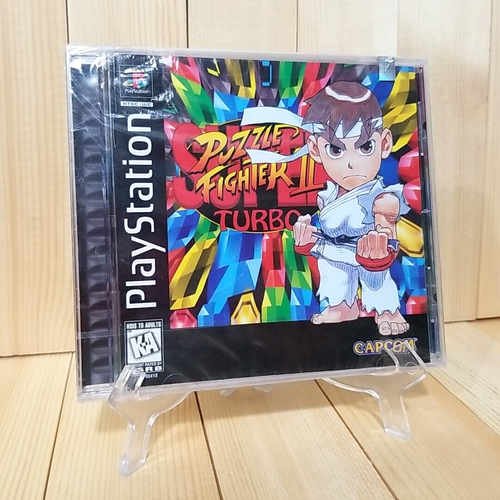 PlayStation
NTSC U/C
PlayStation
SUPER
PUZZLE
FIGHTER II
TURBO
KIDS TO ADULTS
K-A
ESRB
CAPCOM